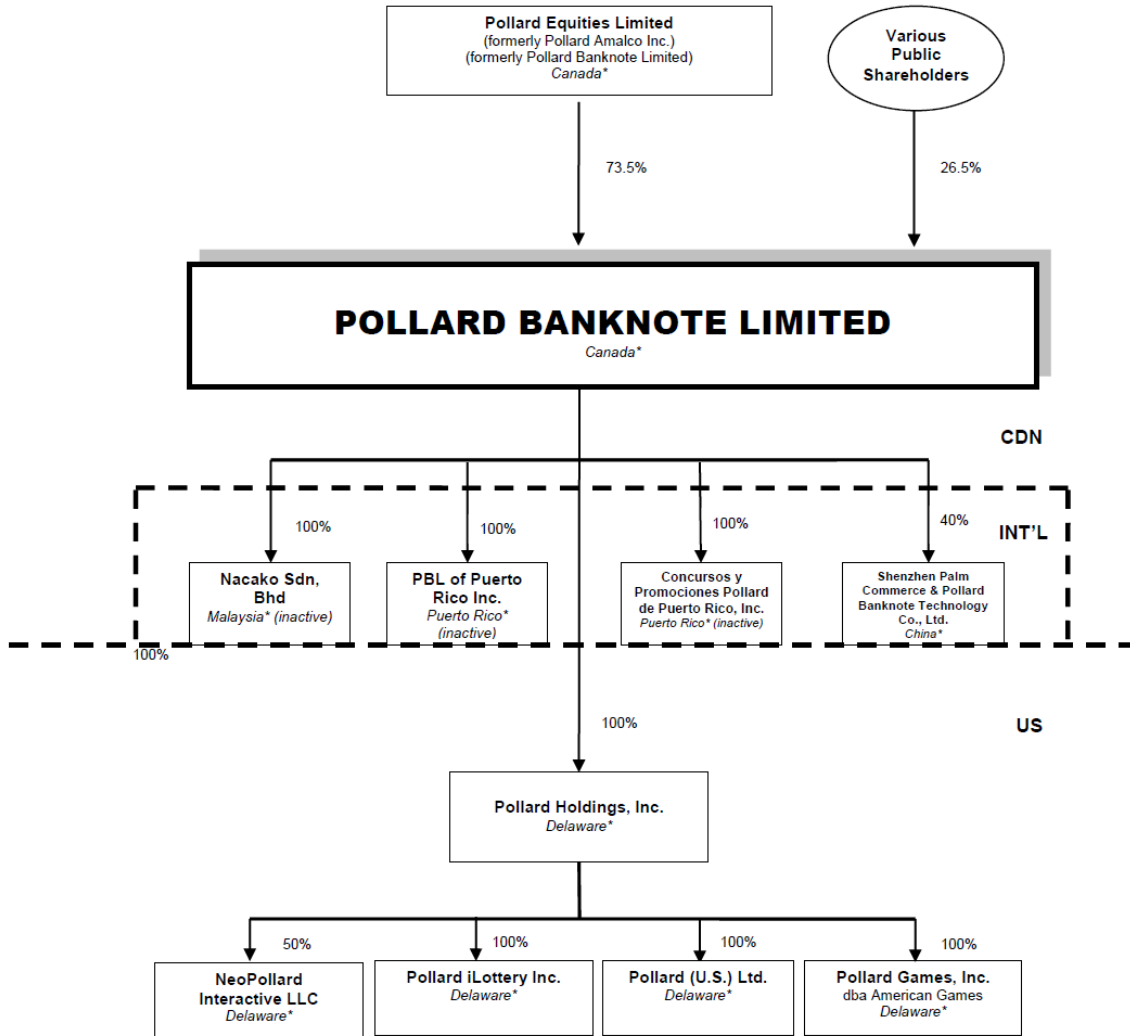 Pollard Equities Limited
(formerly Pollard Amalco Inc.)
(formerly Pollard Banknote Limited)
Canada*
Various
Public
Shareholders
73.5%
26.5%
POLLARD BANKNOTE LIMITED
Canada*
CDN
INT'L
100%
100%
100%
40%
Nacako Sdn,
Bhd
Malaysia* (inactive)
PBL of Puerto
Rico Inc.
Puerto Rico*
(inactive)
Concursos y
Promociones Pollard
de Puerto Rico, Inc.
Puerto Rico* (inactive)
Shenzhen Palm
Commerce & Pollard
Banknote Technology
Co., Ltd.
China*
100%
100%
US
Pollard Holdings, Inc.
Delaware*
50%
100%
100%
100%
NeoPollard
Interactive LLC
Delaware*
Pollard iLottery Inc.
Delaware*
Pollard (U.S.) Ltd.
Delaware*
Pollard Games, Inc.
dba American Games
Delaware*